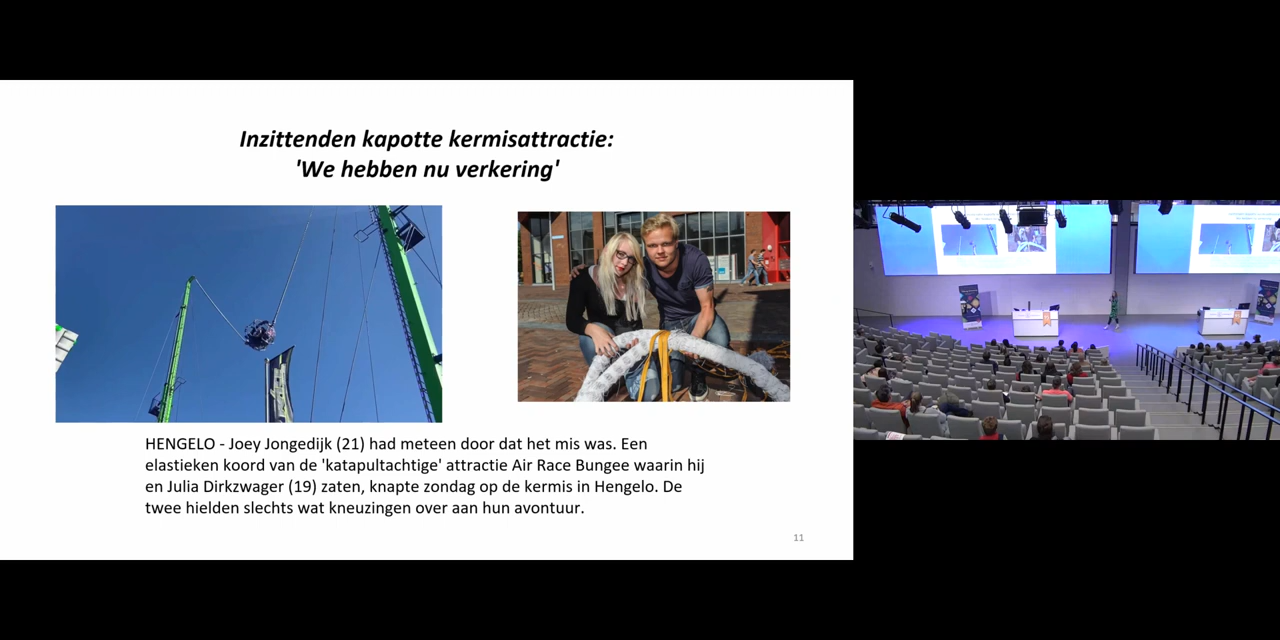 Inzittenden kapotte kermisattractie:
'We hebben nu verkering'
HENGELO - Joey Jongedijk (21) had meteen door dat het mis was. Een
elastieken koord van de 'katapultachtige' attractie Air Race Bungee waarin hij
en Julia Dirkzwager (19) zaten, knapte zondag op de kermis in Hengelo. De
twee hielden slechts wat kneuzingen over aan hun avontuur.
11